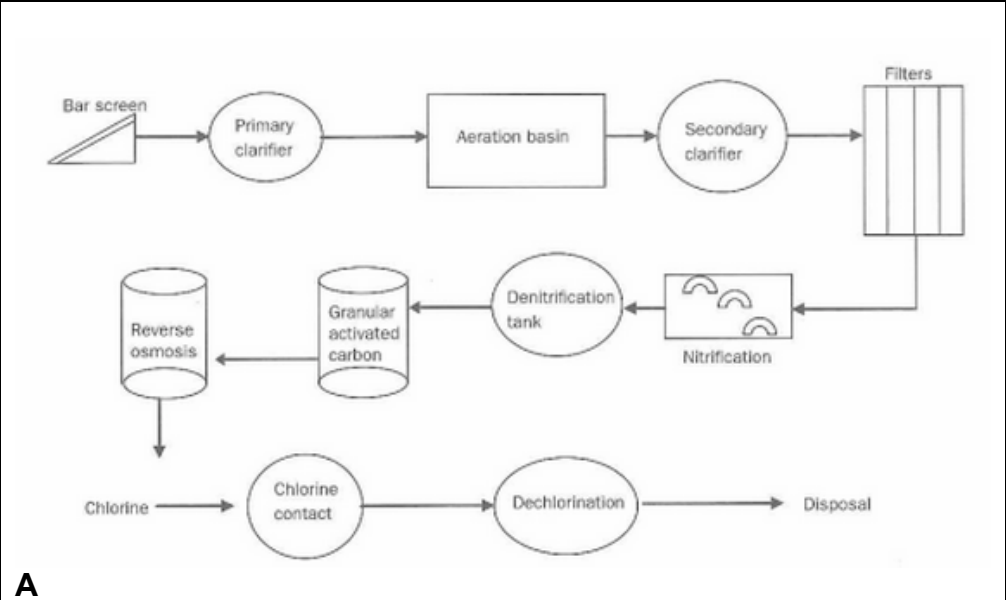 Bar screen
Primary
clarifier
Aeration basin
Secondary
clarifier
Filters
Reverse
osmosis
Granular
activated
carbon
Denitrification
tank
Nitrification
Chlorine
Chlorine
contact
Dechlorination
Disposal
A